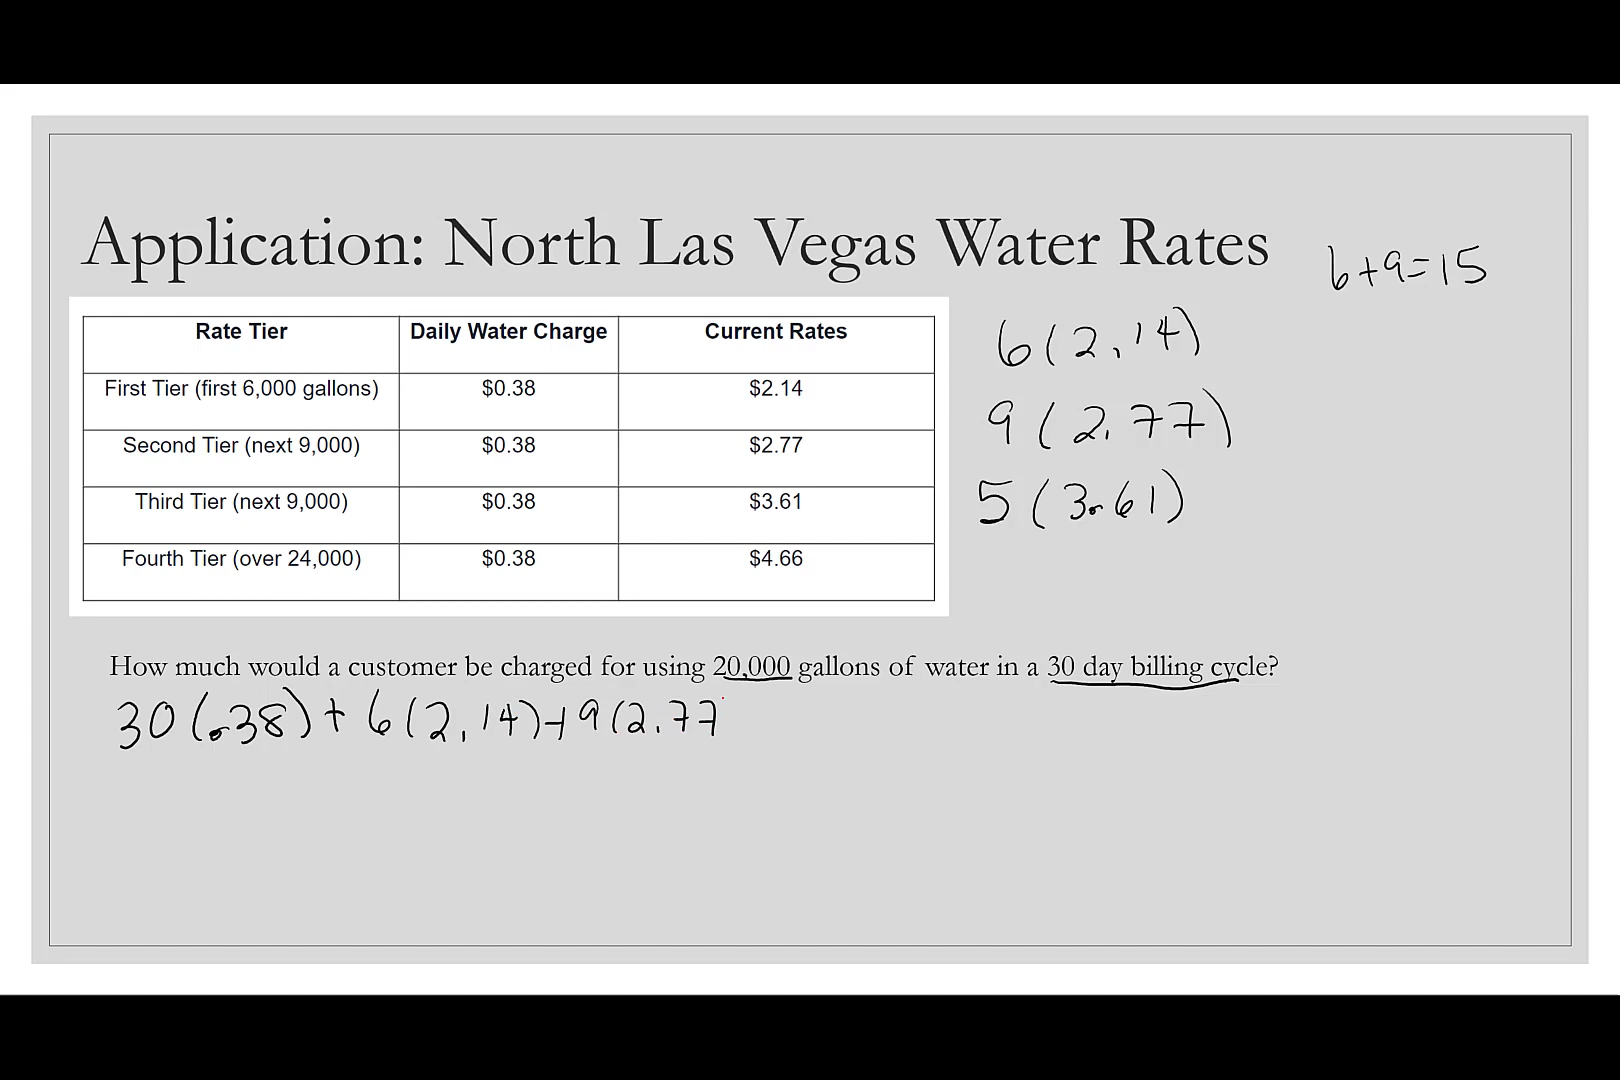 Application: North Las Vegas Water Rates
6+9=15
Rate Tier Daily Water Charge Current Rates
First Tier (first 6,000 gallons) $0.38 $2.14
Second Tier (next 9,000) $0.38 $2.77
Third Tier (next 9,000) $0.38 $3.61
Fourth Tier (over 24,000) $0.38 $4.66
6(2.14)
9(2.77)
5(3.61)
How much would a customer be charged for using 20,000 gallons of water in a 30 day billing cycle?
30(.38)+6(2.14)+9(2.77